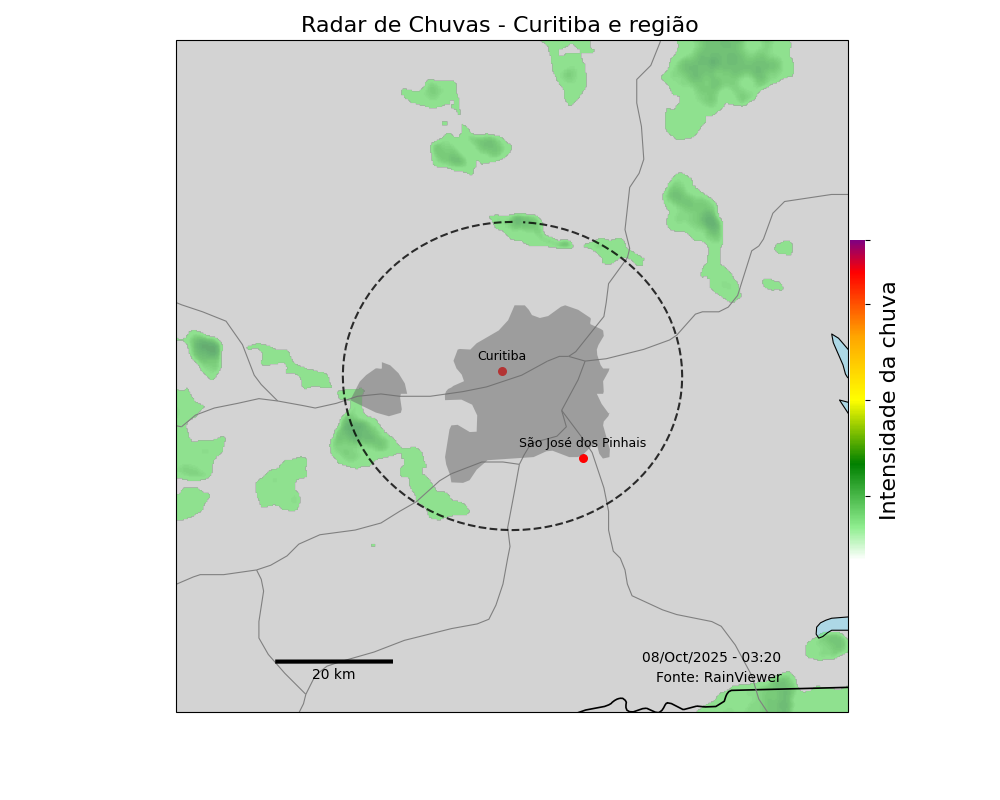 Radar de Chuvas - Curitiba e região
Curitiba
São José dos Pinhais
Intensidade da chuva
20 km
08/Oct/2025 - 03:20
Fonte: RainViewer